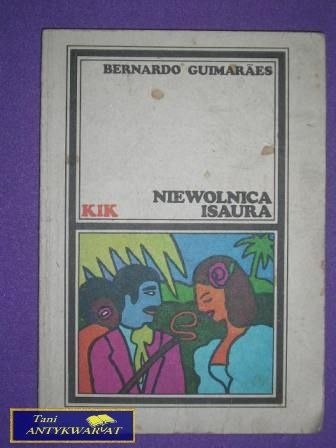 BERNARDO GUIMARÃES
NIEWOLNICA
ISAURA
KIK
Tani
ANTYKWARIAT